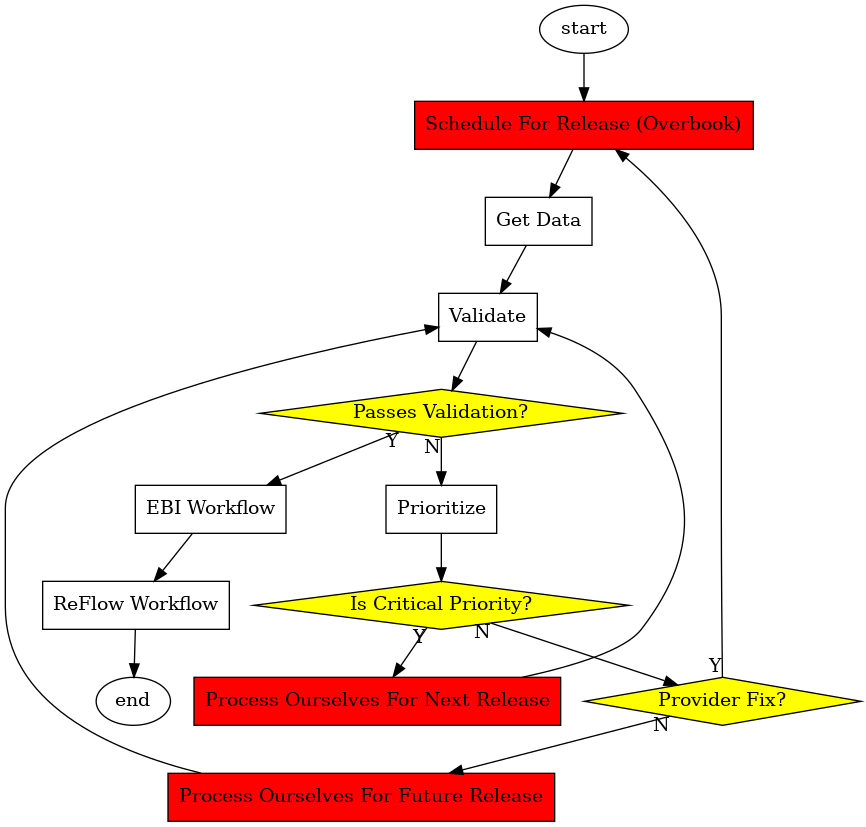 start
Schedule For Release (Overbook)
Get Data
Validate
Passes Validation?
Y
N
EBI Workflow
Prioritize
ReFlow Workflow
Is Critical Priority?
Y
N
Y
end
Process Ourselves For Next Release
Provider Fix?
N
Process Ourselves For Future Release